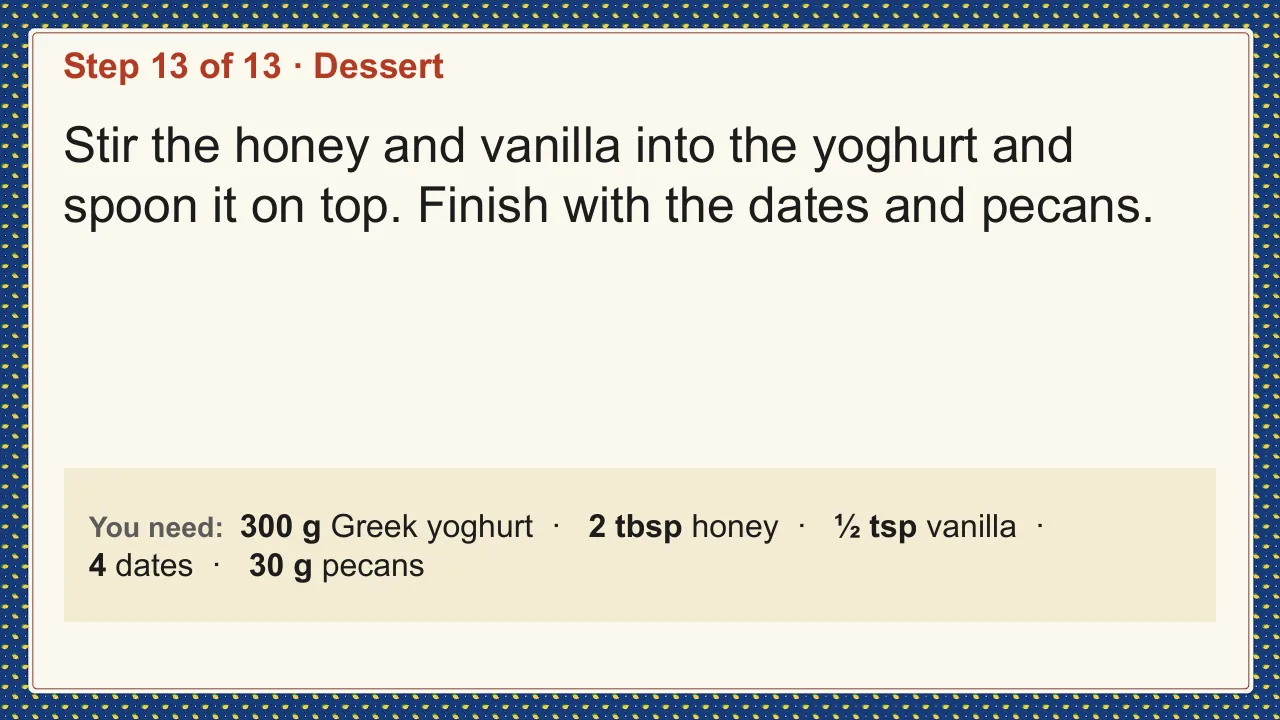 Step 13 of 13 · Dessert
Stir the honey and vanilla into the yoghurt and
spoon it on top. Finish with the dates and pecans.
You need: 300 g Greek yoghurt · 2 tbsp honey · ½ tsp vanilla ·
4 dates · 30 g pecans